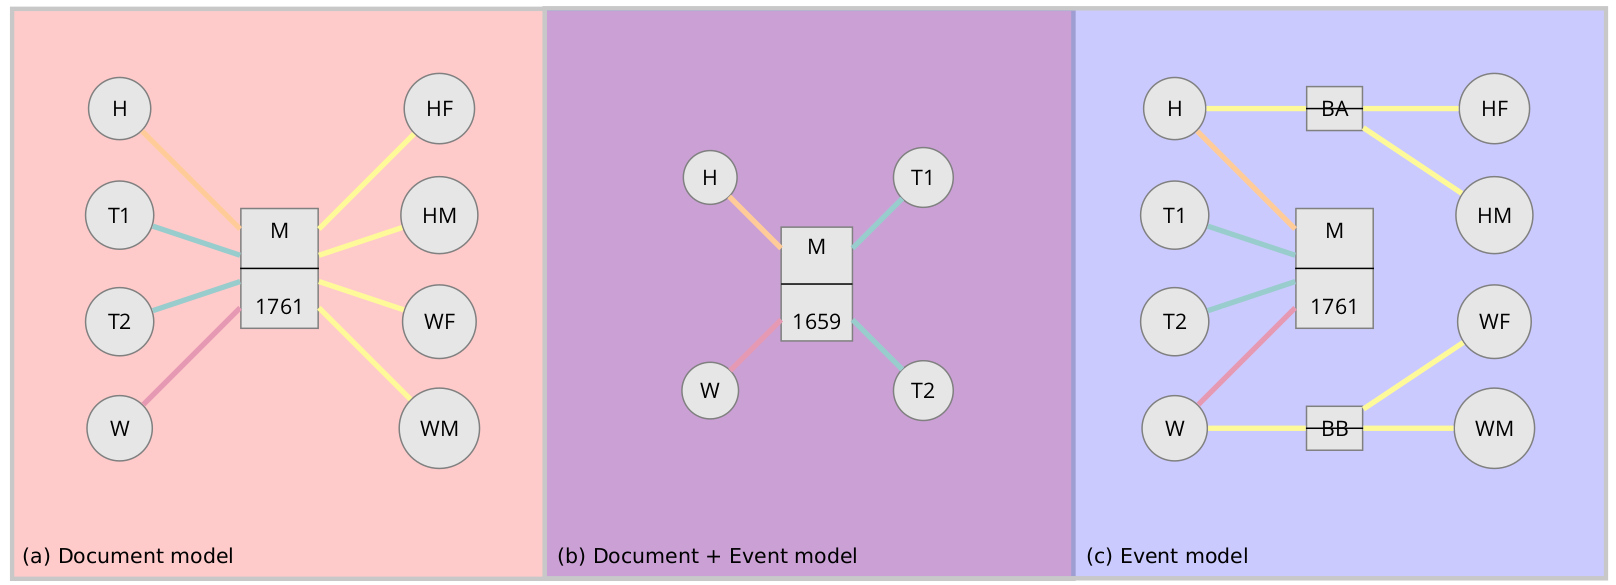 H
HF
T1
HM
M
1761
T2
WF
W
WM
(a) Document model
H
T1
M
1659
W
T2
(b) Document + Event model
H
BA
HF
T1
HM
M
1761
T2
WF
W
BB
WM
(c) Event model